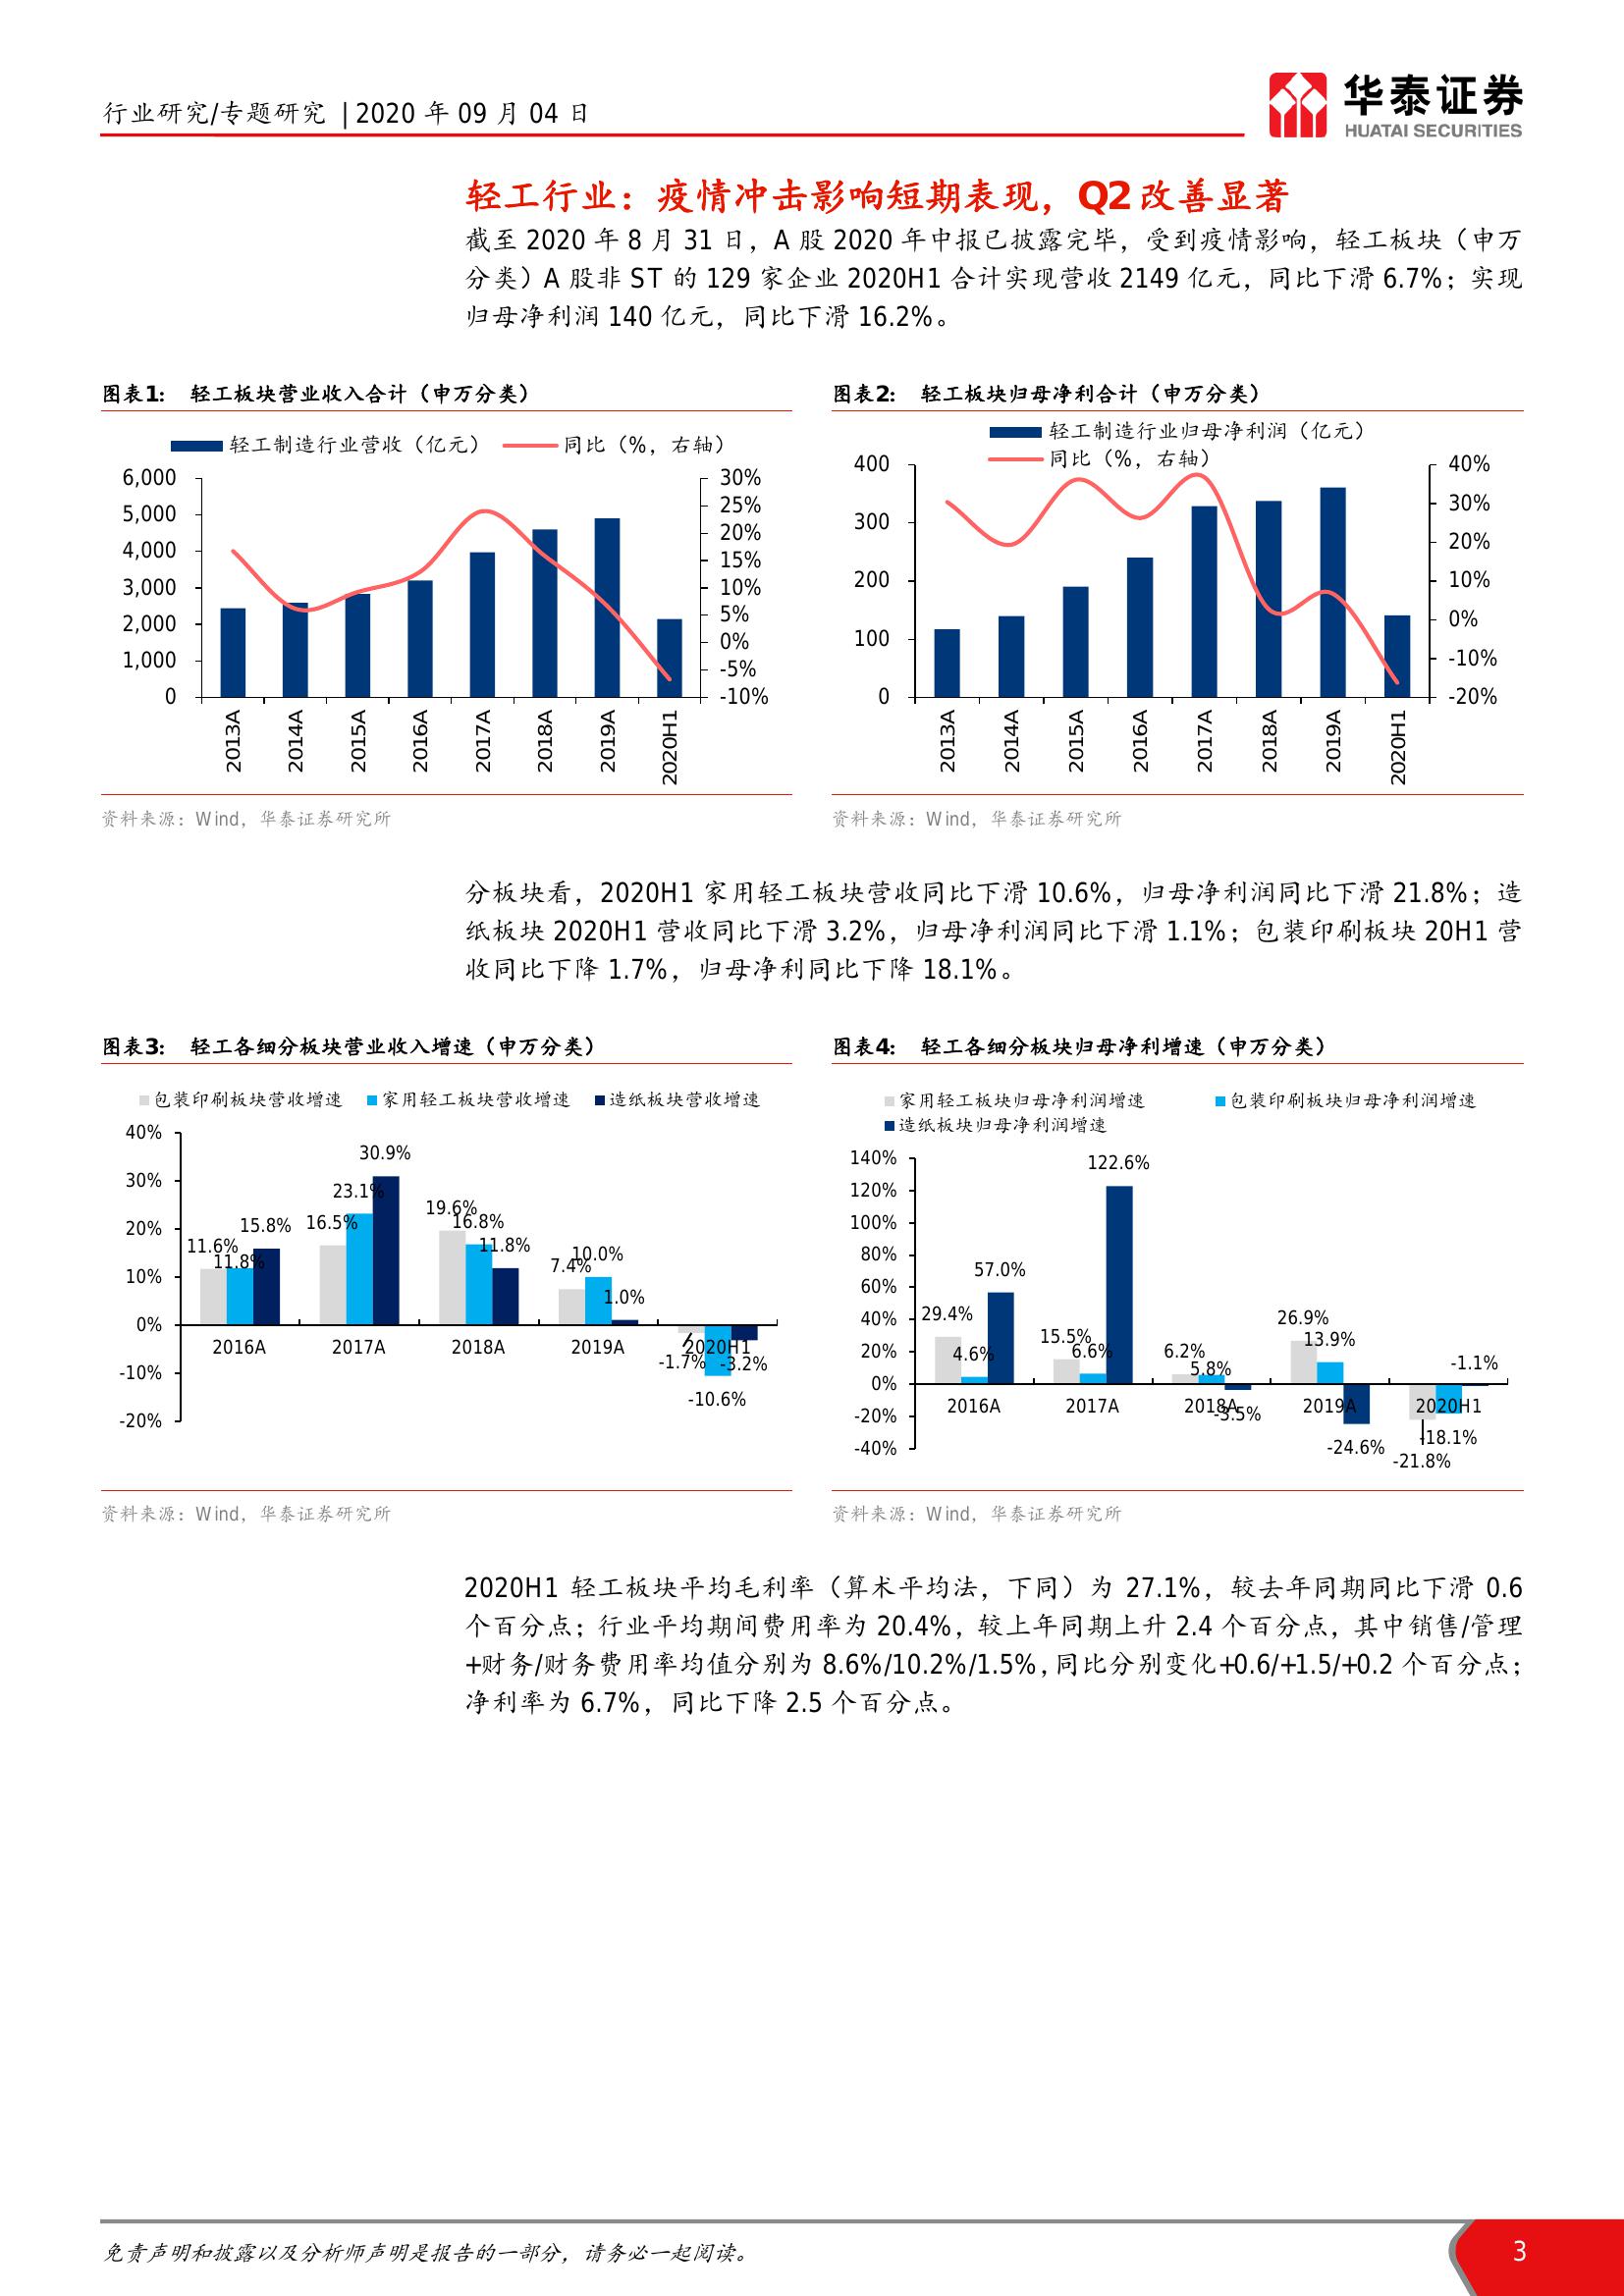 行业研究/专题研究 | 2020 年 09 月 04 日
华泰证券
HUATAI SECURITIES
轻工行业：疫情冲击影响短期表现，Q2 改善显著
截至 2020 年 8 月 31 日，A 股 2020 年中报已披露完毕，受到疫情影响，轻工板块（申万
分类）A 股非 ST 的 129 家企业 2020H1 合计实现营收 2149 亿元，同比下滑 6.7%；实现
归母净利润 140 亿元，同比下滑 16.2%。
图表1： 轻工板块营业收入合计（申万分类）
轻工制造行业营收（亿元） 同比（%，右轴）
6,000
5,000
4,000
3,000
2,000
1,000
0
30%
25%
20%
15%
10%
5%
0%
-5%
-10%
2013A 2014A 2015A 2016A 2017A 2018A 2019A 2020H1
资料来源：Wind，华泰证券研究所
图表2： 轻工板块归母净利合计（申万分类）
轻工制造行业归母净利润（亿元）
同比（%，右轴）
400
300
200
100
0
40%
30%
20%
10%
0%
-10%
-20%
2013A 2014A 2015A 2016A 2017A 2018A 2019A 2020H1
资料来源：Wind，华泰证券研究所
分板块看，2020H1 家用轻工板块营收同比下滑 10.6%，归母净利润同比下滑 21.8%；造
纸板块 2020H1 营收同比下滑 3.2%，归母净利润同比下滑 1.1%；包装印刷板块 20H1 营
收同比下降 1.7%，归母净利同比下降 18.1%。
图表3： 轻工各细分板块营业收入增速（申万分类）
包装印刷板块营收增速 家用轻工板块营收增速 造纸板块营收增速
40%
30%
20%
10%
0%
-10%
-20%
11.6% 11.8% 15.8%
16.5% 23.1% 30.9%
19.6% 16.8% 11.8%
7.4% 10.0% 1.0%
-1.7% -10.6% -3.2%
2016A 2017A 2018A 2019A 2020H1
资料来源：Wind，华泰证券研究所
图表4： 轻工各细分板块归母净利增速（申万分类）
家用轻工板块归母净利润增速 包装印刷板块归母净利润增速
造纸板块归母净利润增速
140%
120%
100%
80%
60%
40%
20%
0%
-20%
-40%
29.4% 4.6% 57.0%
15.5% 6.6% 122.6%
6.2% 5.8% -3.5%
26.9% 13.9% -24.6%
-21.8% -18.1% -1.1%
2016A 2017A 2018A 2019A 2020H1
资料来源：Wind，华泰证券研究所
2020H1 轻工板块平均毛利率（算术平均法，下同）为 27.1%，较去年同期同比下滑 0.6
个百分点；行业平均期间费用率为 20.4%，较上年同期上升 2.4 个百分点，其中销售/管理
+财务/财务费用率均值分别为 8.6%/10.2%/1.5%，同比分别变化+0.6/+1.5/+0.2 个百分点；
净利率为 6.7%，同比下降 2.5 个百分点。
免责声明和披露以及分析师声明是报告的一部分，请务必一起阅读。
3